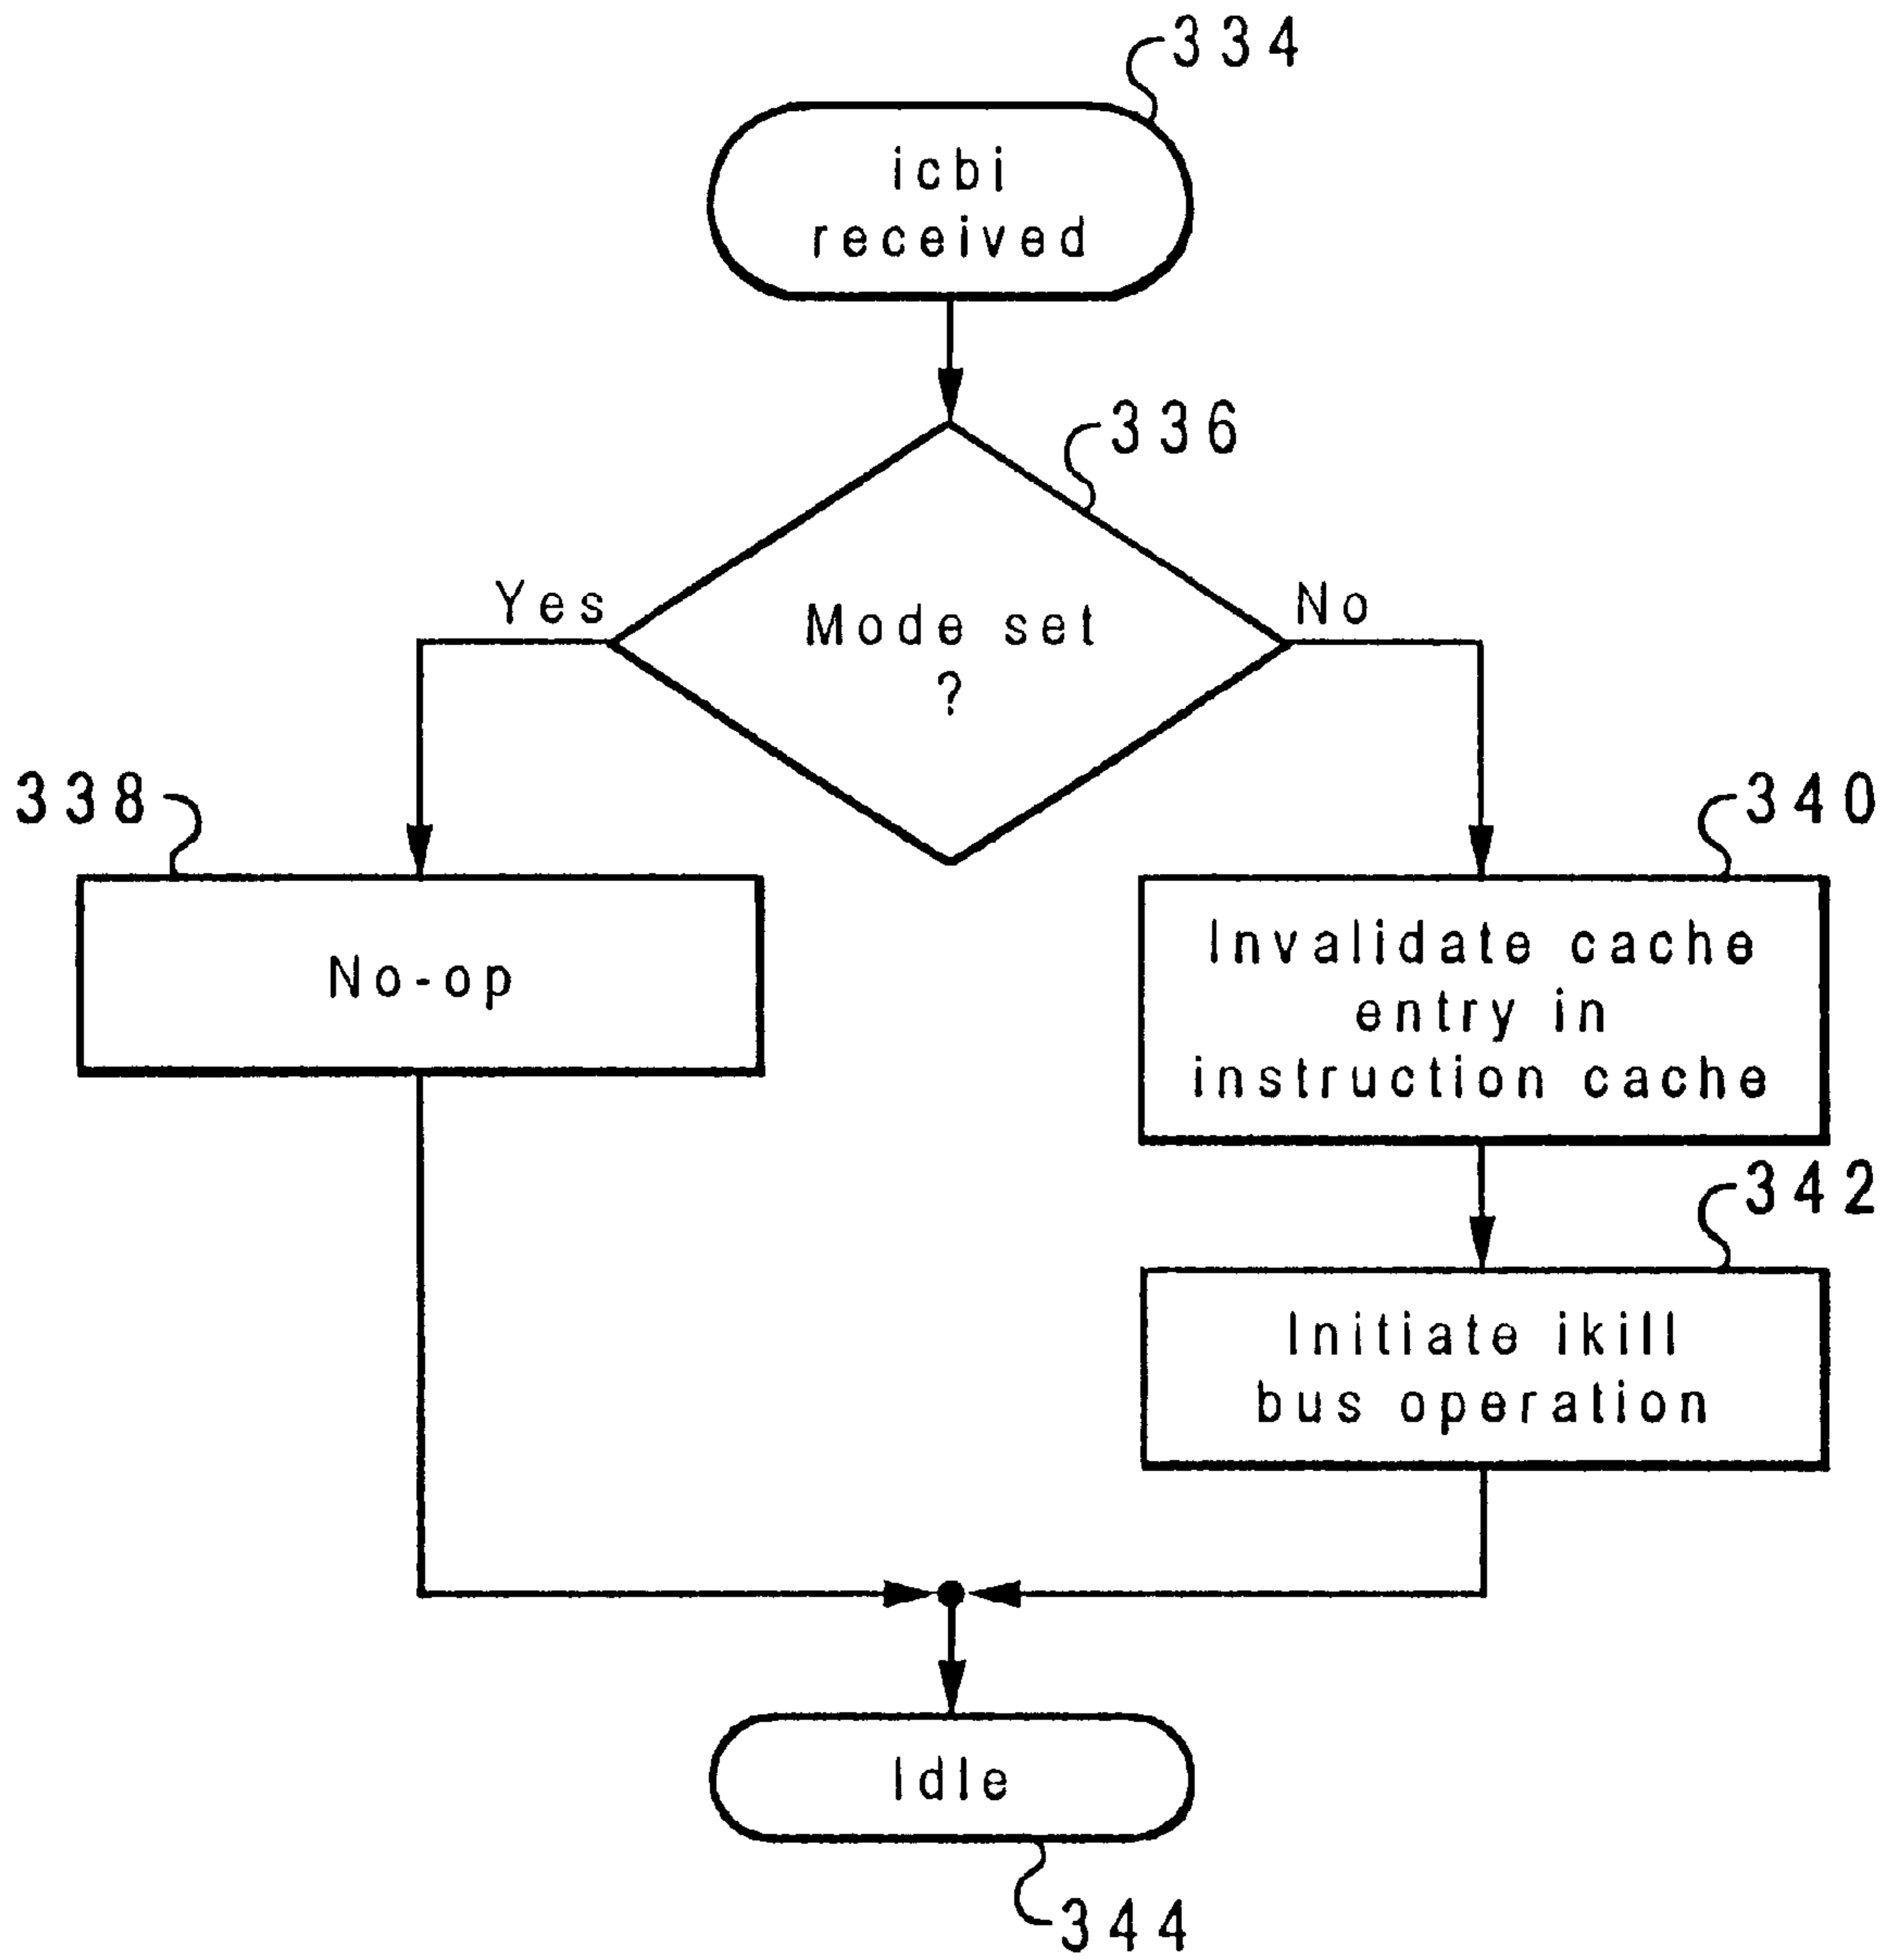 334
icbi
received
336
Yes
Mode set
?
No
338
No-op
340
Invalidate cache
entry in
instruction cache
342
Initiate ikill
bus operation
Idle
344